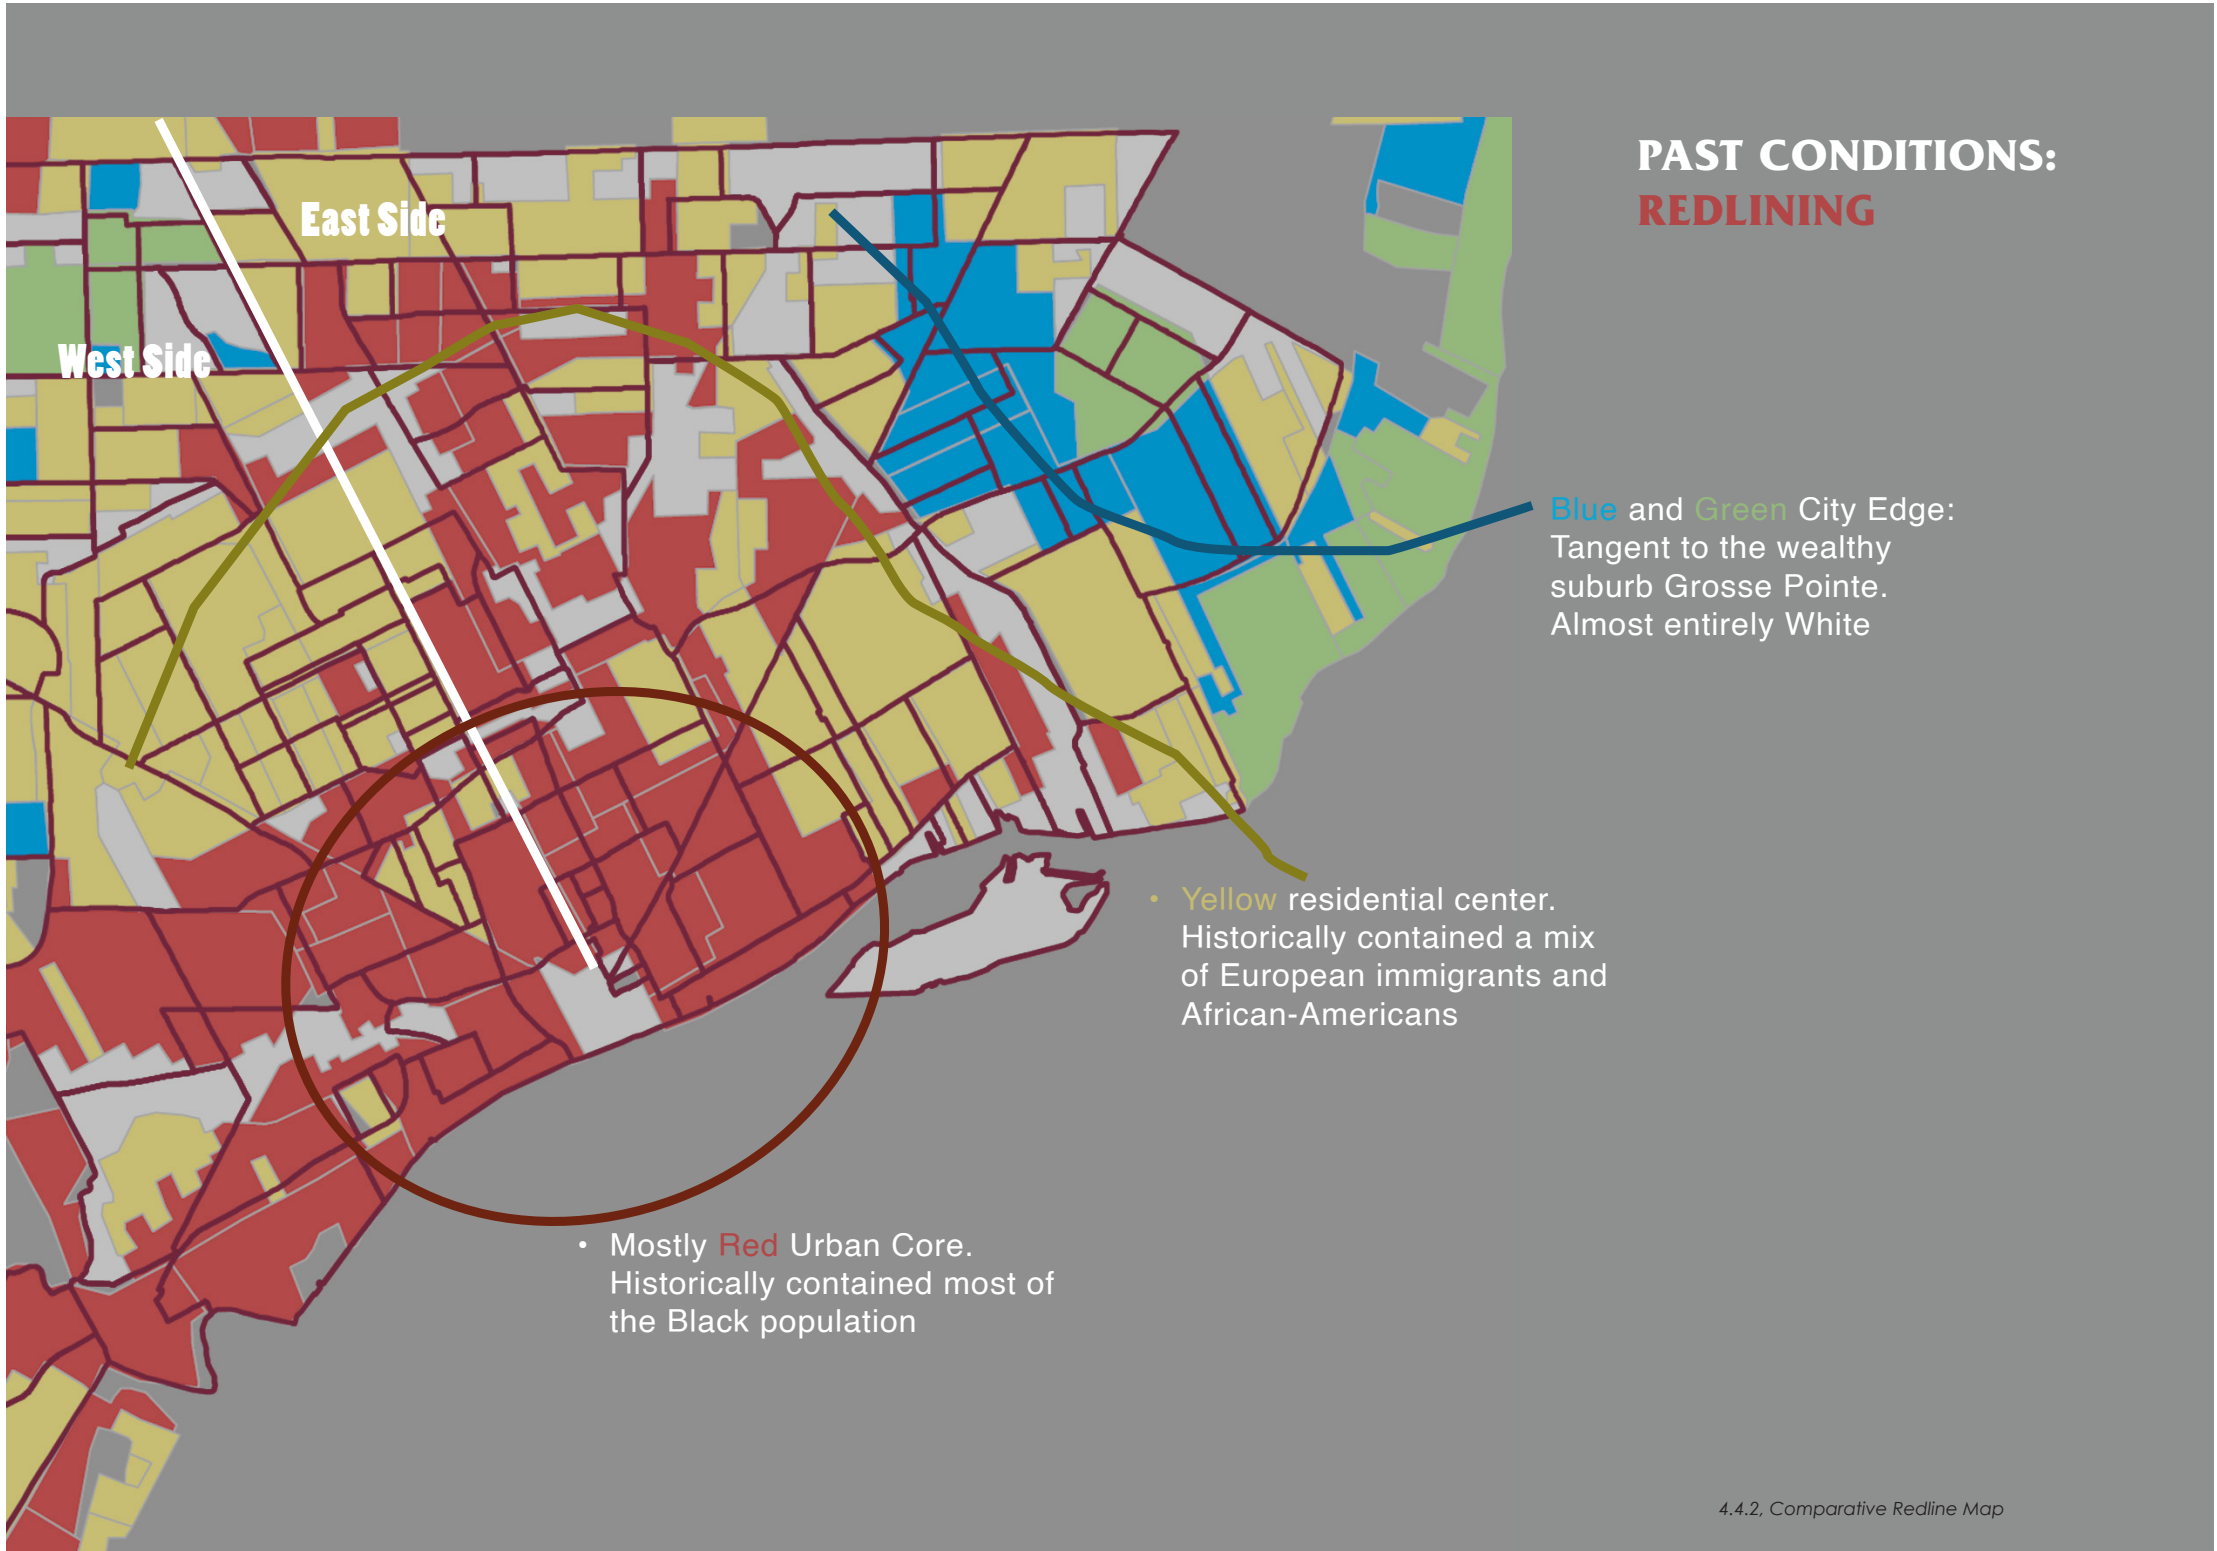 PAST CONDITIONS:
REDLINING
East Side
West Side
Blue and Green City Edge:
Tangent to the wealthy
suburb Grosse Pointe.
Almost entirely White
• Yellow residential center.
Historically contained a mix
of European immigrants and
African-Americans
• Mostly Red Urban Core.
Historically contained most of
the Black population
4.4.2, Comparative Redline Map